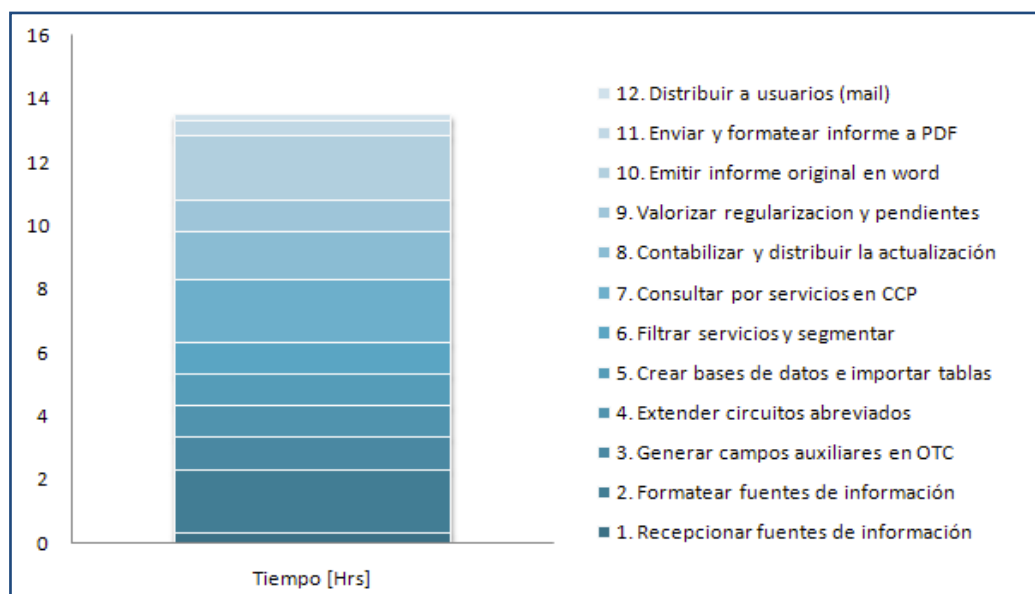 16
14
12
10
8
6
4
2
0
Tiempo [Hrs]
12. Distribuir a usuarios (mail)
11. Enviar y formatear informe a PDF
10. Emitir informe original en word
9. Valorizar regularizacion y pendientes
8. Contabilizar y distribuir la actualización
7. Consultar por servicios en CCP
6. Filtrar servicios y segmentar
5. Crear bases de datos e importar tablas
4. Extender circuitos abreviados
3. Generar campos auxiliares en OTC
2. Formatear fuentes de información
1. Recepcionar fuentes de información